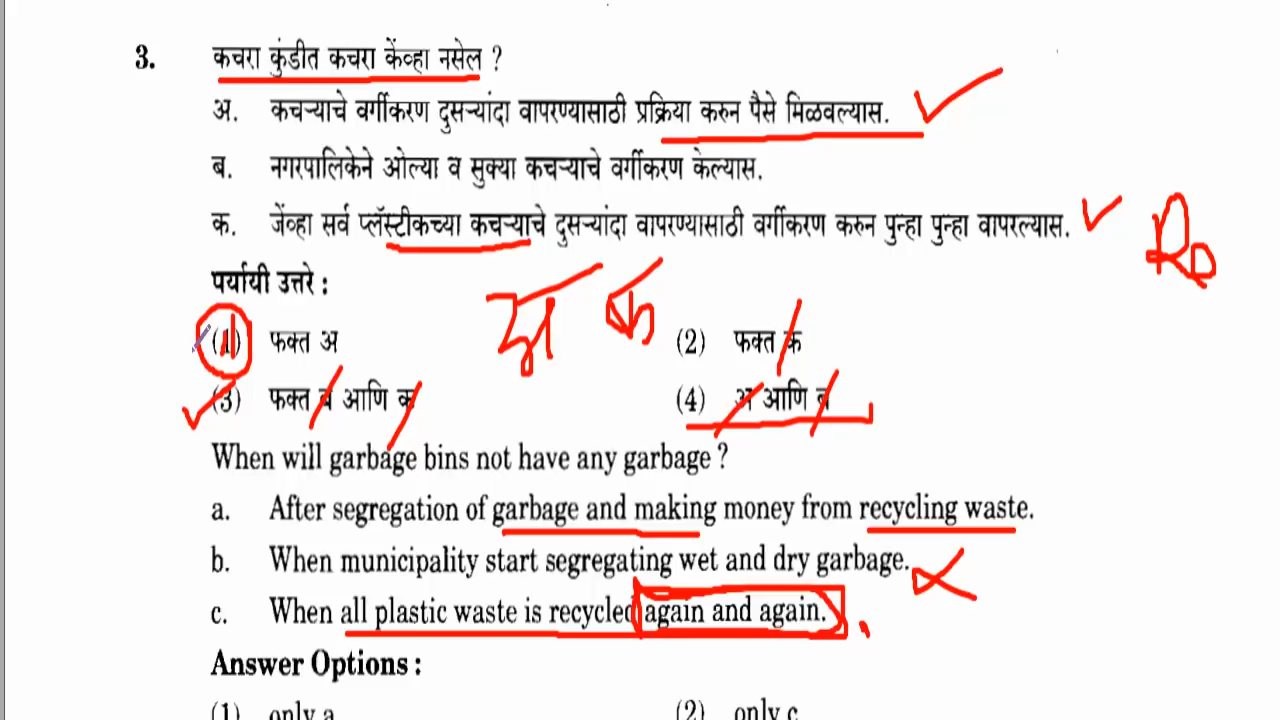 3. कचरा कुंडीत कचरा केंव्हा नसेल ?
अ. कचऱ्याचे वर्गीकरण दुसऱ्यांदा वापरण्यासाठी प्रक्रिया करुन पैसे मिळवल्यास.
ब. नगरपालिकेने ओल्या व सुक्या कचऱ्याचे वर्गीकरण केल्यास.
क. जेंव्हा सर्व प्लॅस्टीकच्या कचऱ्याचे दुसऱ्यांदा वापरण्यासाठी वर्गीकरण करुन पुन्हा पुन्हा वापरल्यास.
पर्यायी उत्तरे :
अ क
(1) फक्त अ (2) फक्त क
(3) फक्त ब आणि क (4) अ आणि ब
When will garbage bins not have any garbage ?
a. After segregation of garbage and making money from recycling waste.
b. When municipality start segregating wet and dry garbage.
c. When all plastic waste is recycled again and again.
Answer Options :
(1) only a (2) only c